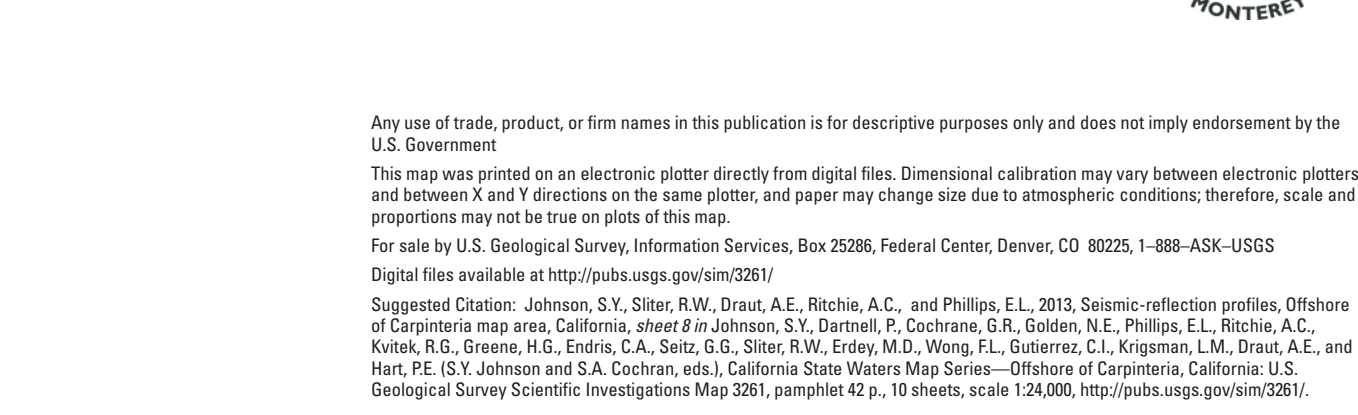 MONTEREY
Any use of trade, product, or firm names in this publication is for descriptive purposes only and does not imply endorsement by the
U.S. Government
This map was printed on an electronic plotter directly from digital files. Dimensional calibration may vary between electronic plotters
and between X and Y directions on the same plotter, and paper may change size due to atmospheric conditions; therefore, scale and
proportions may not be true on plots of this map.
For sale by U.S. Geological Survey, Information Services, Box 25286, Federal Center, Denver, CO  80225, 1–888–ASK–USGS
Digital files available at http://pubs.usgs.gov/sim/3261/
Suggested Citation:  Johnson, S.Y., Sliter, R.W., Draut, A.E., Ritchie, A.C.,  and Phillips, E.L., 2013, Seismic-reflection profiles, Offshore
of Carpinteria map area, California, sheet 8 in Johnson, S.Y., Dartnell, P., Cochrane, G.R., Golden, N.E., Phillips, E.L., Ritchie, A.C.,
Kvitek, R.G., Greene, H.G., Endris, C.A., Seitz, G.G., Sliter, R.W., Erdey, M.D., Wong, F.L., Gutierrez, C.I., Krigsman, L.M., Draut, A.E., and
Hart, P.E. (S.Y. Johnson and S.A. Cochran, eds.), California State Waters Map Series—Offshore of Carpinteria, California: U.S.
Geological Survey Scientific Investigations Map 3261, pamphlet 42 p., 10 sheets, scale 1:24,000, http://pubs.usgs.gov/sim/3261/.